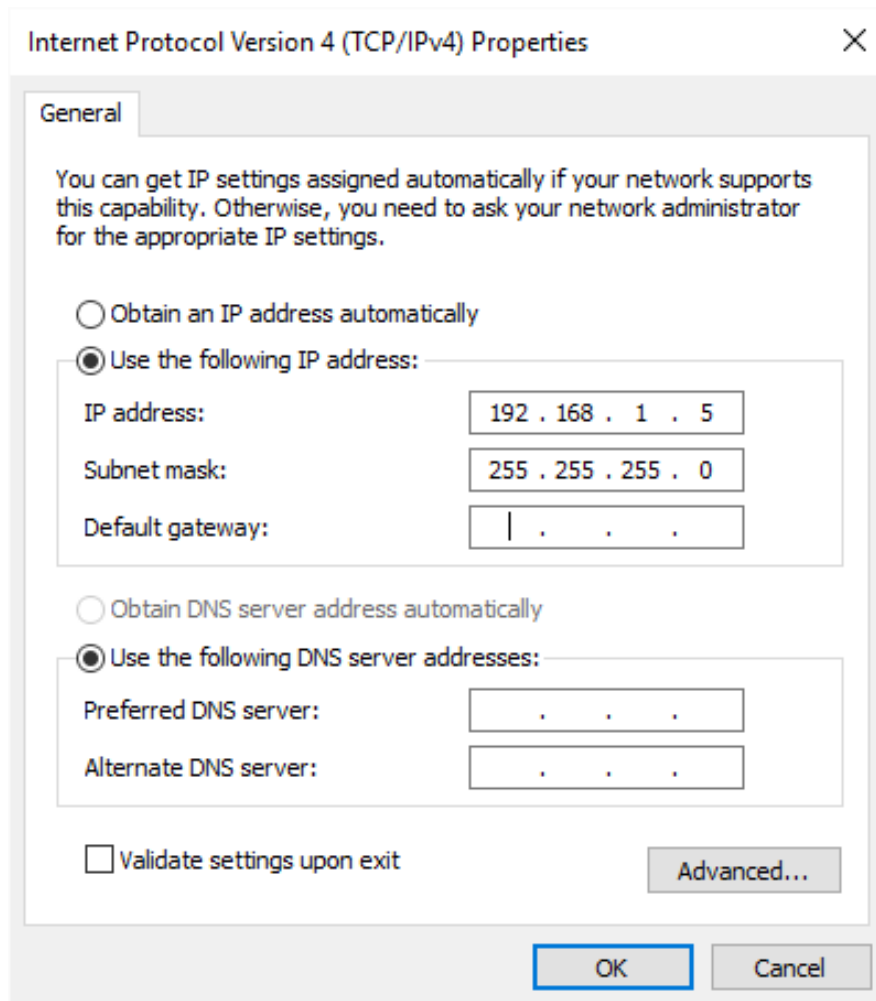 Internet Protocol Version 4 (TCP/IPv4) Properties
General
You can get IP settings assigned automatically if your network supports
this capability. Otherwise, you need to ask your network administrator
for the appropriate IP settings.
Obtain an IP address automatically
Use the following IP address:
IP address: 192 . 168 . 1 . 5
Subnet mask: 255 . 255 . 255 . 0
Default gateway: . . .
Obtain DNS server address automatically
Use the following DNS server addresses:
Preferred DNS server: . . .
Alternate DNS server: . . .
Validate settings upon exit
Advanced...
OK Cancel